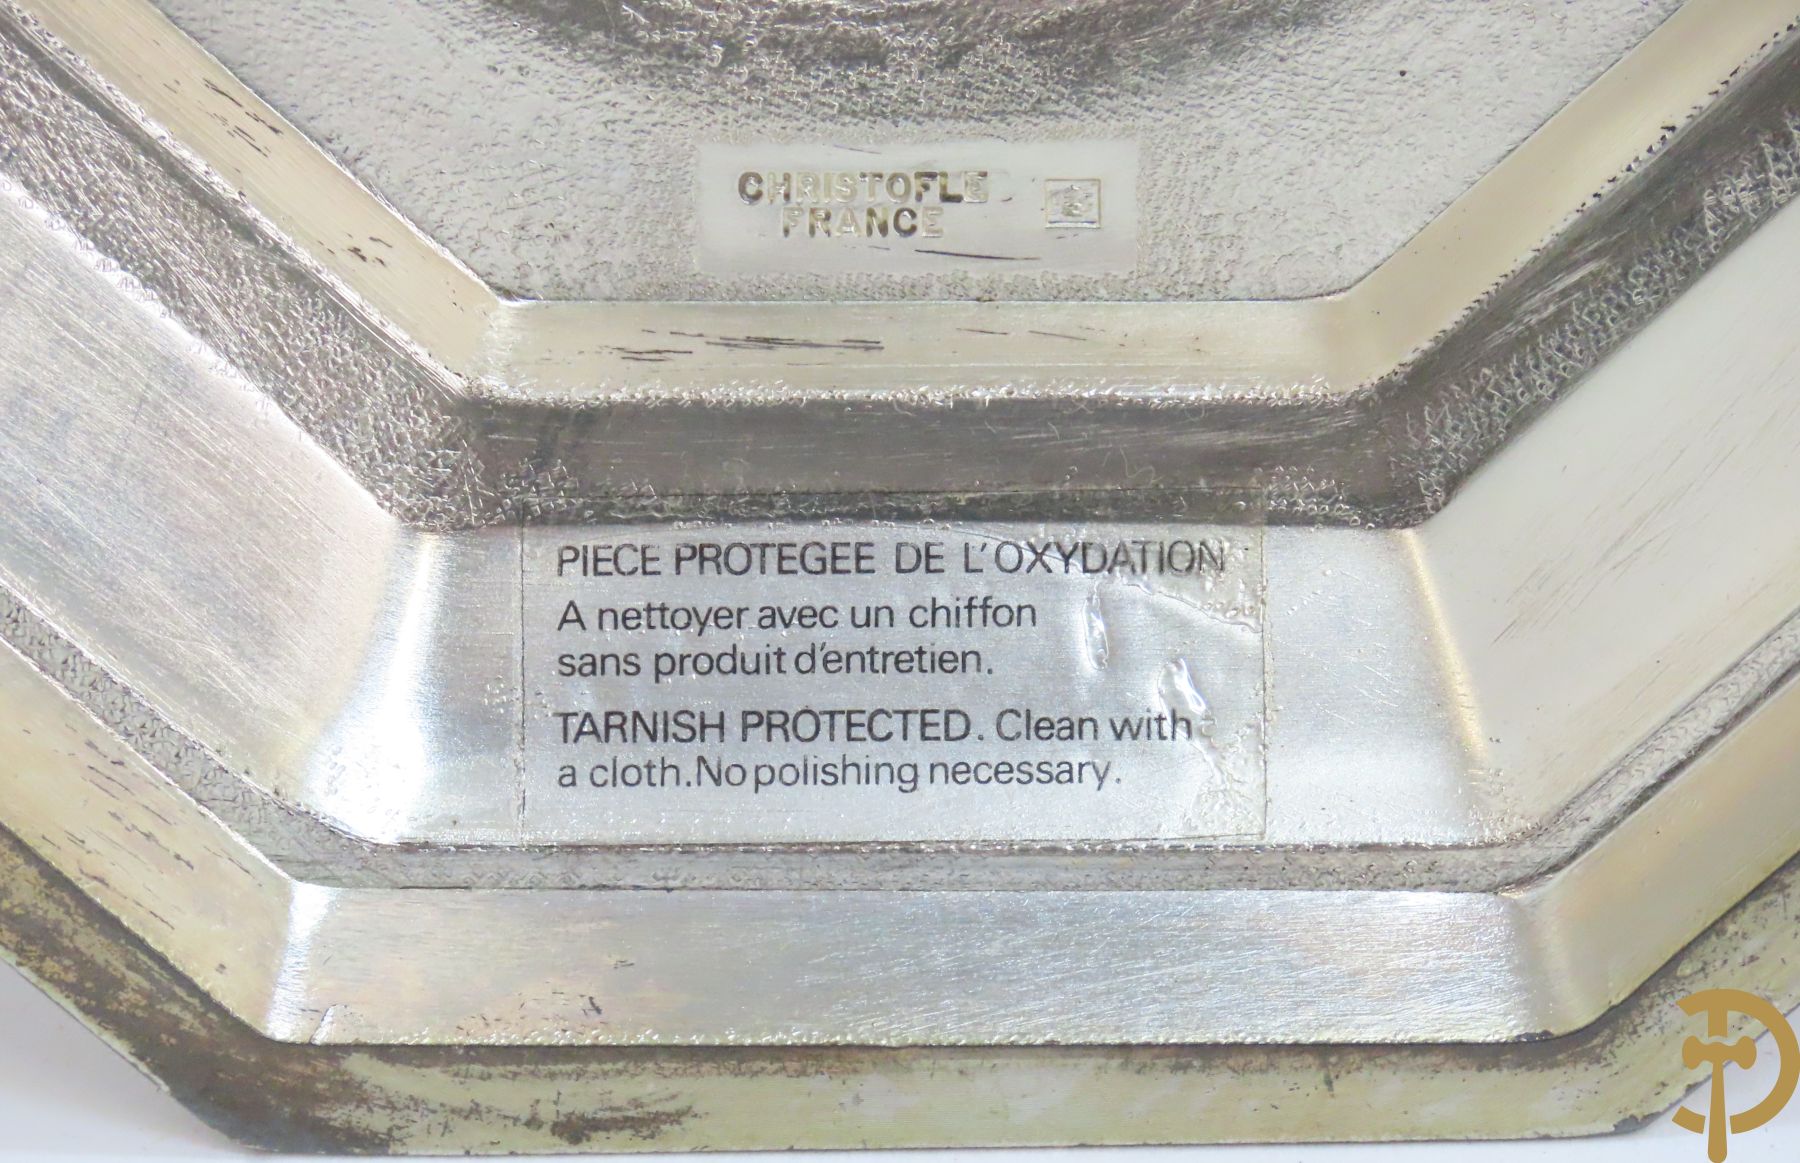 CHRISTOFLE
FRANCE
PIECE PROTEGEE DE L'OXYDATION
A nettoyer avec un chiffon
sans produit d'entretien.
TARNISH PROTECTED. Clean with
a cloth. No polishing necessary.